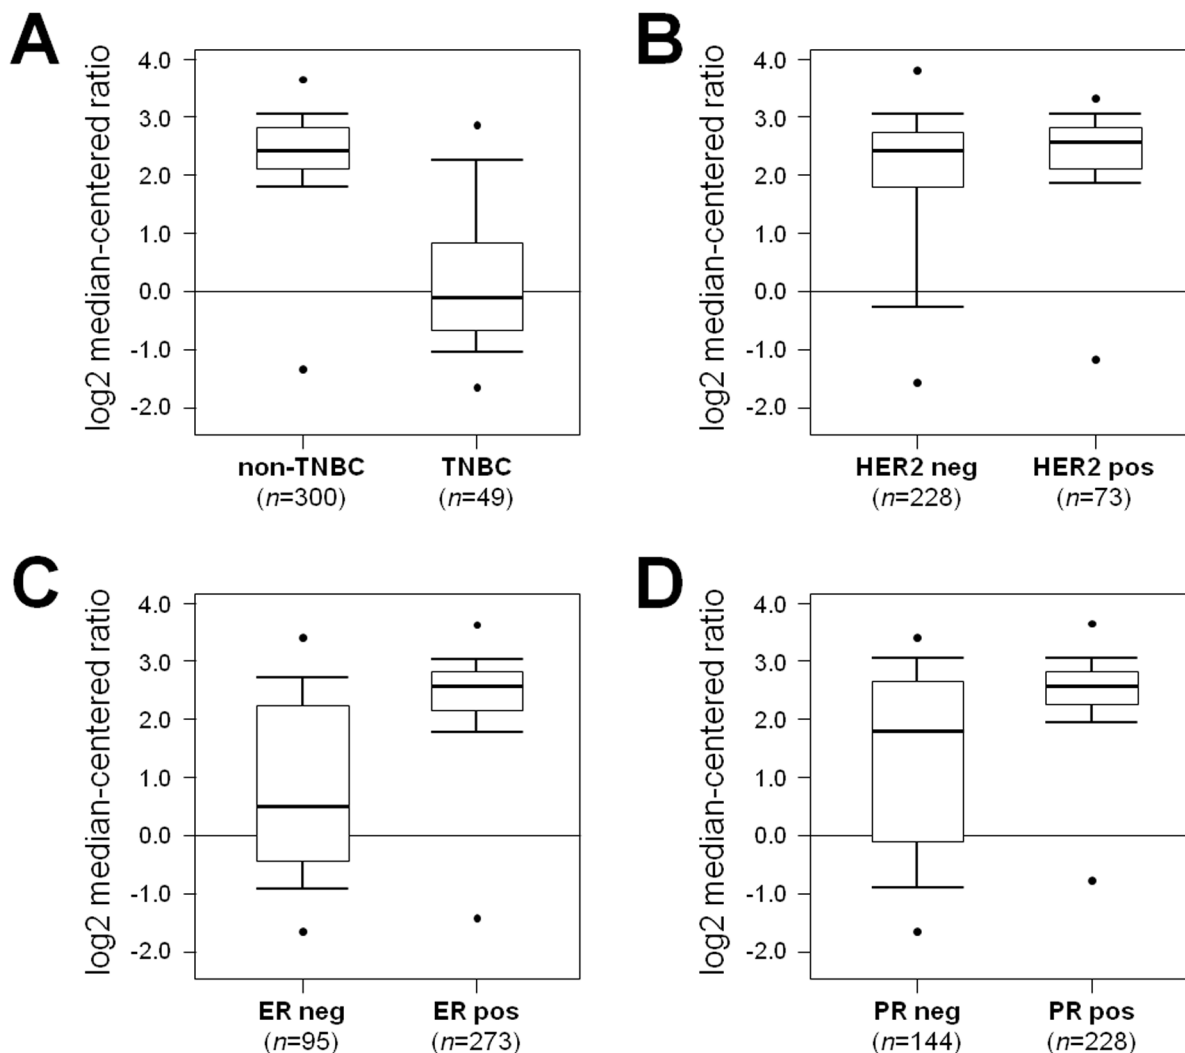 A
log2 median-centered ratio
4.0
3.0
2.0
1.0
0.0
-1.0
-2.0
non-TNBC
(n=300)
TNBC
(n=49)
B
log2 median-centered ratio
4.0
3.0
2.0
1.0
0.0
-1.0
-2.0
HER2 neg
(n=228)
HER2 pos
(n=73)
C
log2 median-centered ratio
4.0
3.0
2.0
1.0
0.0
-1.0
-2.0
ER neg
(n=95)
ER pos
(n=273)
D
log2 median-centered ratio
4.0
3.0
2.0
1.0
0.0
-1.0
-2.0
PR neg
(n=144)
PR pos
(n=228)